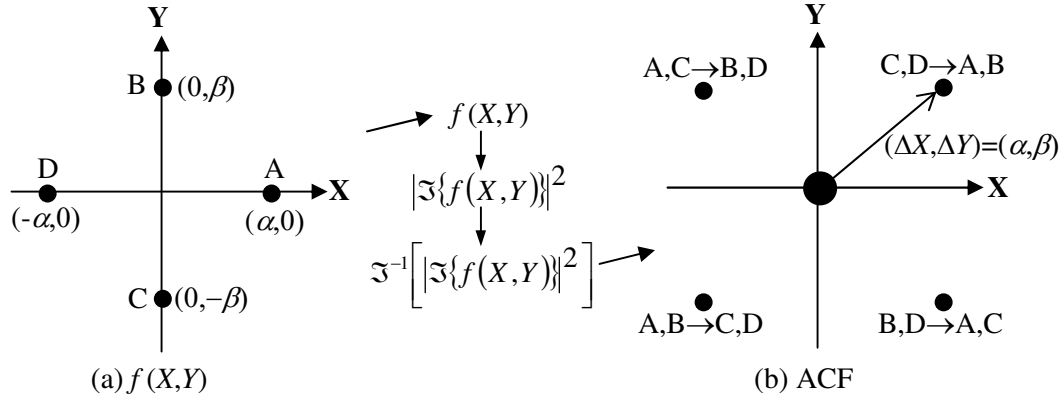 Y
B (0,β)
D
A
X
(-α,0)
(α,0)
C (0,−β)
(a) f (X,Y)
f (X,Y)
|ℑ{f(X,Y)}|²
ℑ⁻¹[|ℑ{f(X,Y)}|²]
Y
A,C→B,D
C,D→A,B
(ΔX,ΔY)=(α,β)
X
A,B→C,D
B,D→A,C
(b) ACF